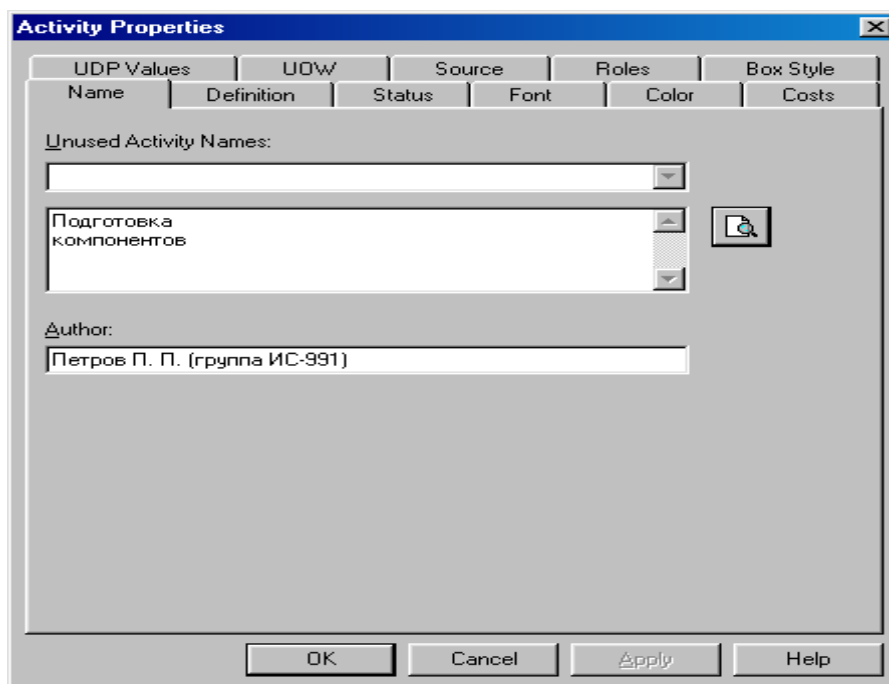 Activity Properties
UDP Values UOW Source Roles Box Style
Name Definition Status Font Color Costs
Unused Activity Names:
Подготовка
компонентов
Author:
Петров П. П. (группа ИС-991)
OK Cancel Apply Help